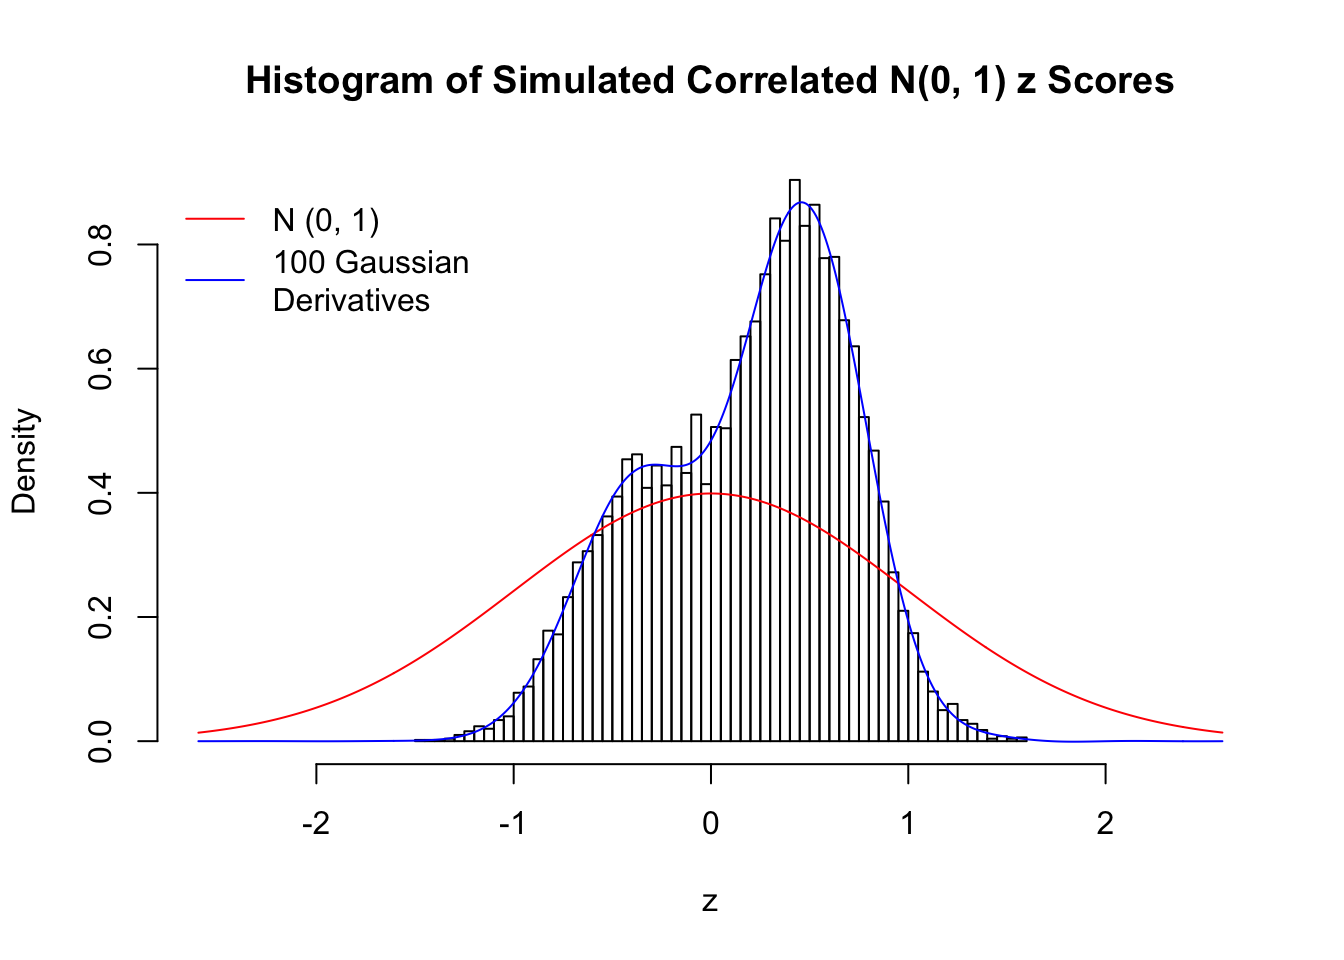 Histogram of Simulated Correlated N(0, 1) z Scores
N (0, 1)
100 Gaussian
Derivatives
Density
0.8
0.6
0.4
0.2
0.0
-2 -1 0 1 2
z